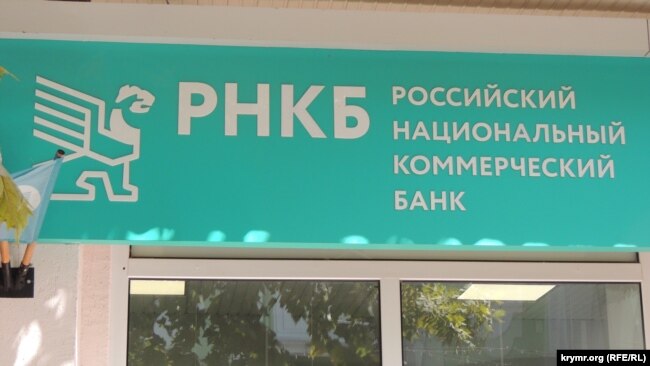 РНКБ
РОССИЙСКИЙ
НАЦИОНАЛЬНЫЙ
КОММЕРЧЕСКИЙ
БАНК
krymr.org (RFE/RL)